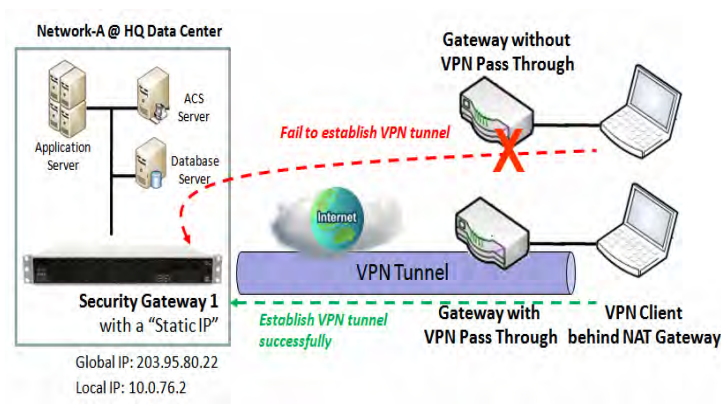 Network-A @ HQ Data Center
ACS
Server
Application
Server
Database
Server
Security Gateway 1
with a “Static IP”
Global IP: 203.95.80.22
Local IP: 10.0.76.2
Gateway without
VPN Pass Through
Fail to establish VPN tunnel
X
Internet
VPN Tunnel
Establish VPN tunnel
successfully
Gateway with
VPN Pass Through
VPN Client
behind NAT Gateway